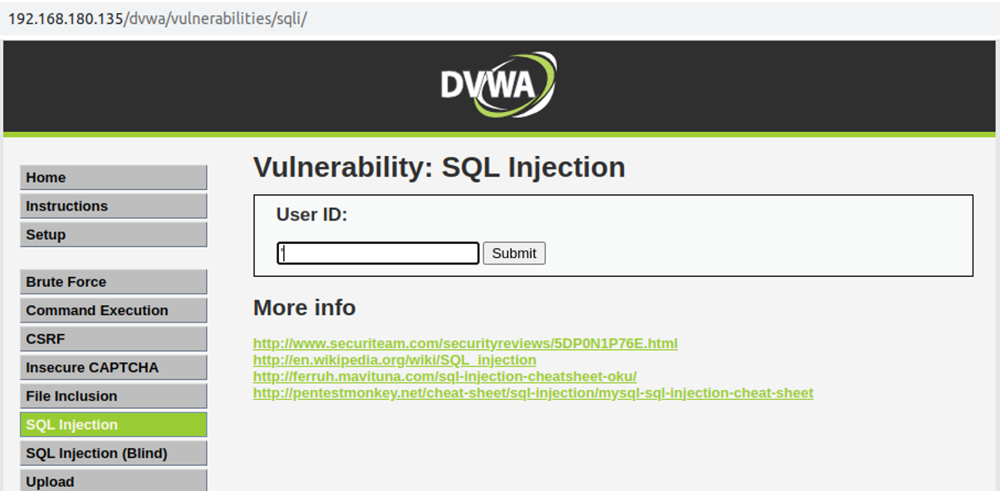 192.168.180.135/dvwa/vulnerabilities/sqli/
DVWA
Home
Instructions
Setup
Brute Force
Command Execution
CSRF
Insecure CAPTCHA
File Inclusion
SQL Injection
SQL Injection (Blind)
Upload
Vulnerability: SQL Injection
User ID:
' Submit
More info
http://www.securiteam.com/securityreviews/5DP0N1P76E.html
http://en.wikipedia.org/wiki/SQL_injection
http://ferruh.mavituna.com/sql-injection-cheatsheet-oku/
http://pentestmonkey.net/cheat-sheet/sql-injection/mysql-sql-injection-cheat-sheet